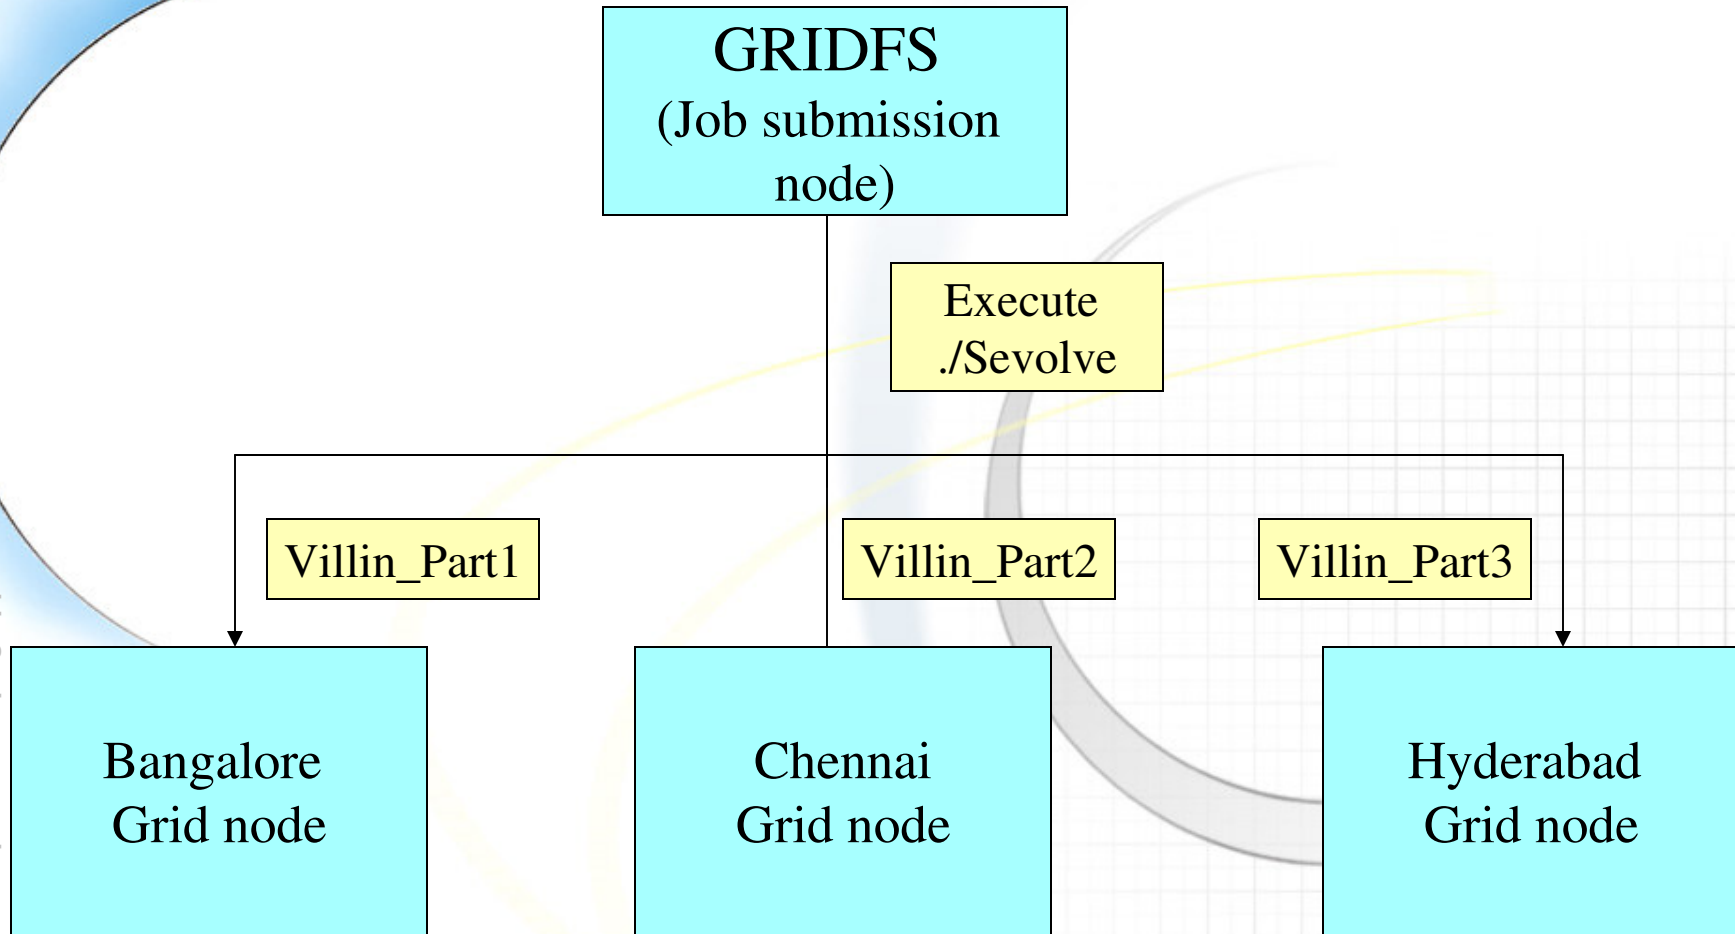 GRIDFS
(Job submission
node)
Execute
./Sevolve
Villin_Part1
Villin_Part2
Villin_Part3
Bangalore
Grid node
Chennai
Grid node
Hyderabad
Grid node